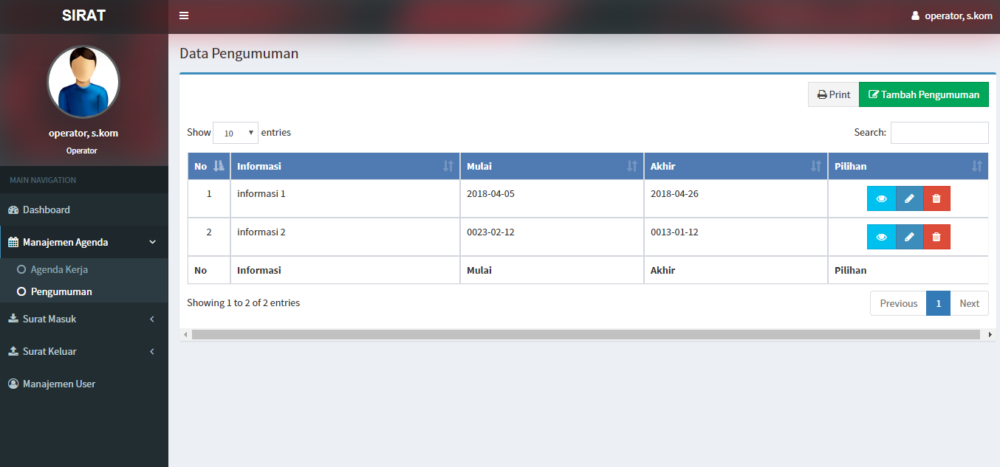 SIRAT
operator, s.kom
operator, s.kom
Operator
MAIN NAVIGATION
Dashboard
Manajemen Agenda
Agenda Kerja
Pengumuman
Surat Masuk
Surat Keluar
Manajemen User
Data Pengumuman
Print Tambah Pengumuman
Show 10 entries Search:
No Informasi Mulai Akhir Pilihan
1 informasi 1 2018-04-05 2018-04-26
2 informasi 2 0023-02-12 0013-01-12
No Informasi Mulai Akhir Pilihan
Showing 1 to 2 of 2 entries Previous 1 Next